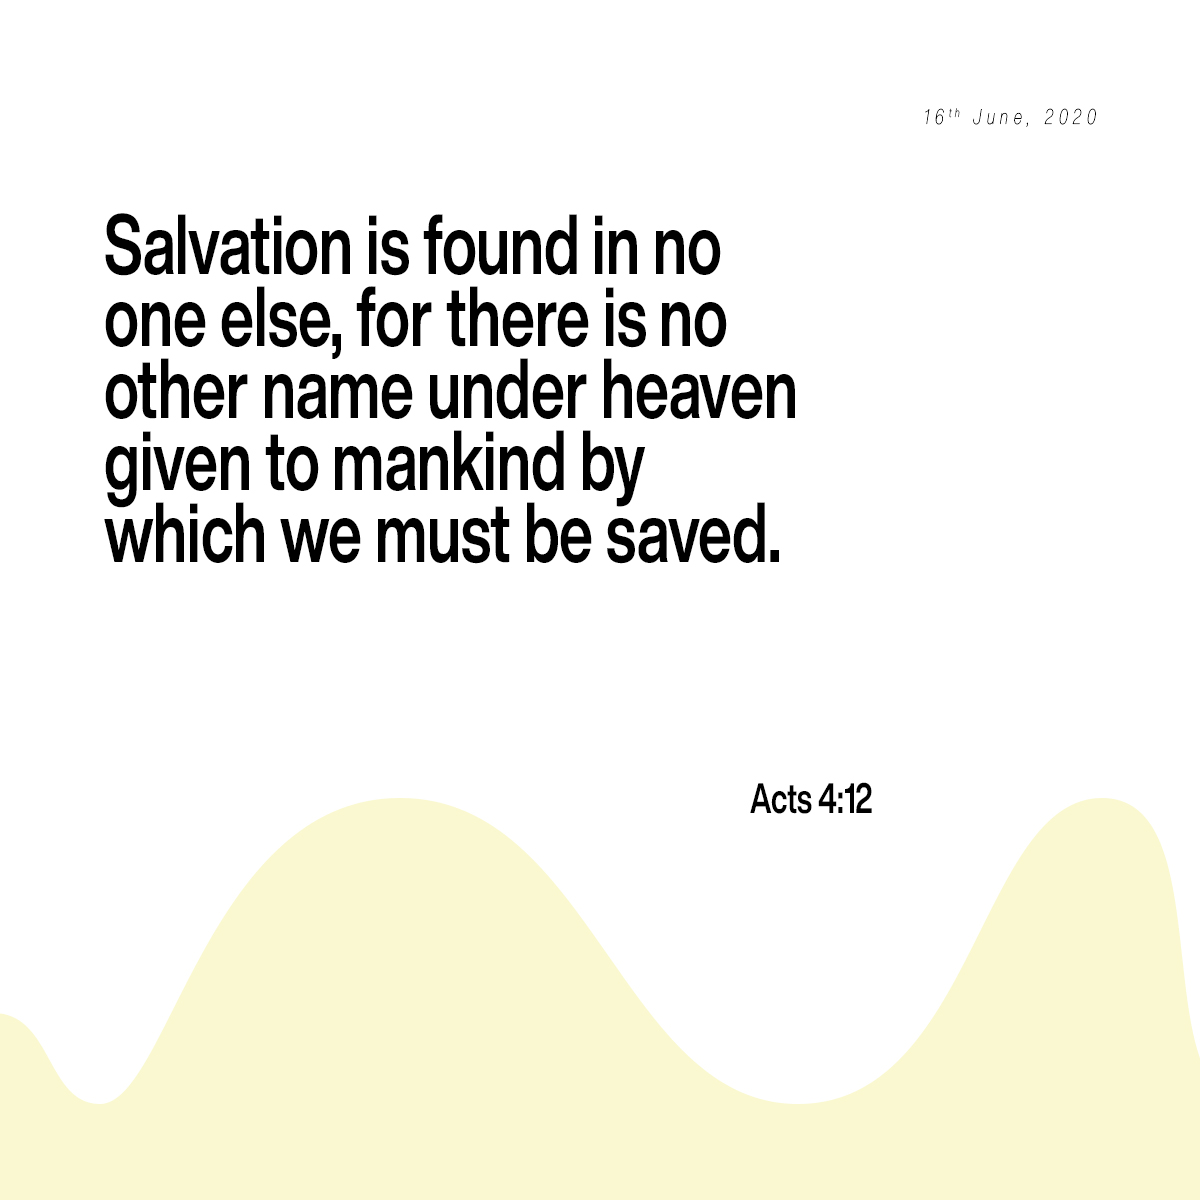 16th June, 2020
Salvation is found in no
one else, for there is no
other name under heaven
given to mankind by
which we must be saved.
Acts 4:12